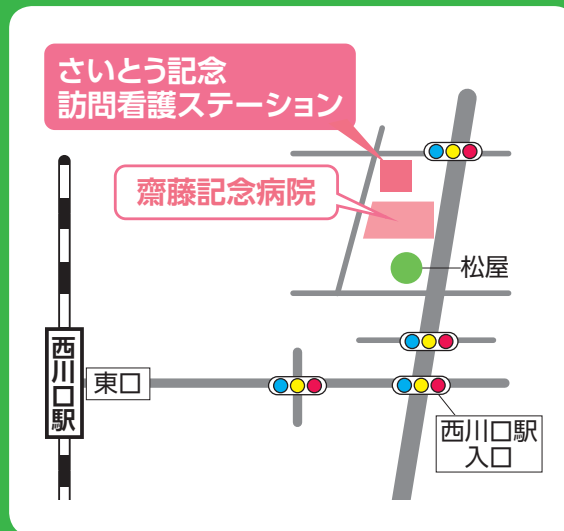 さいとう記念
訪問看護ステーション
齋藤記念病院
松屋
西川口駅
東口
西川口駅
入口